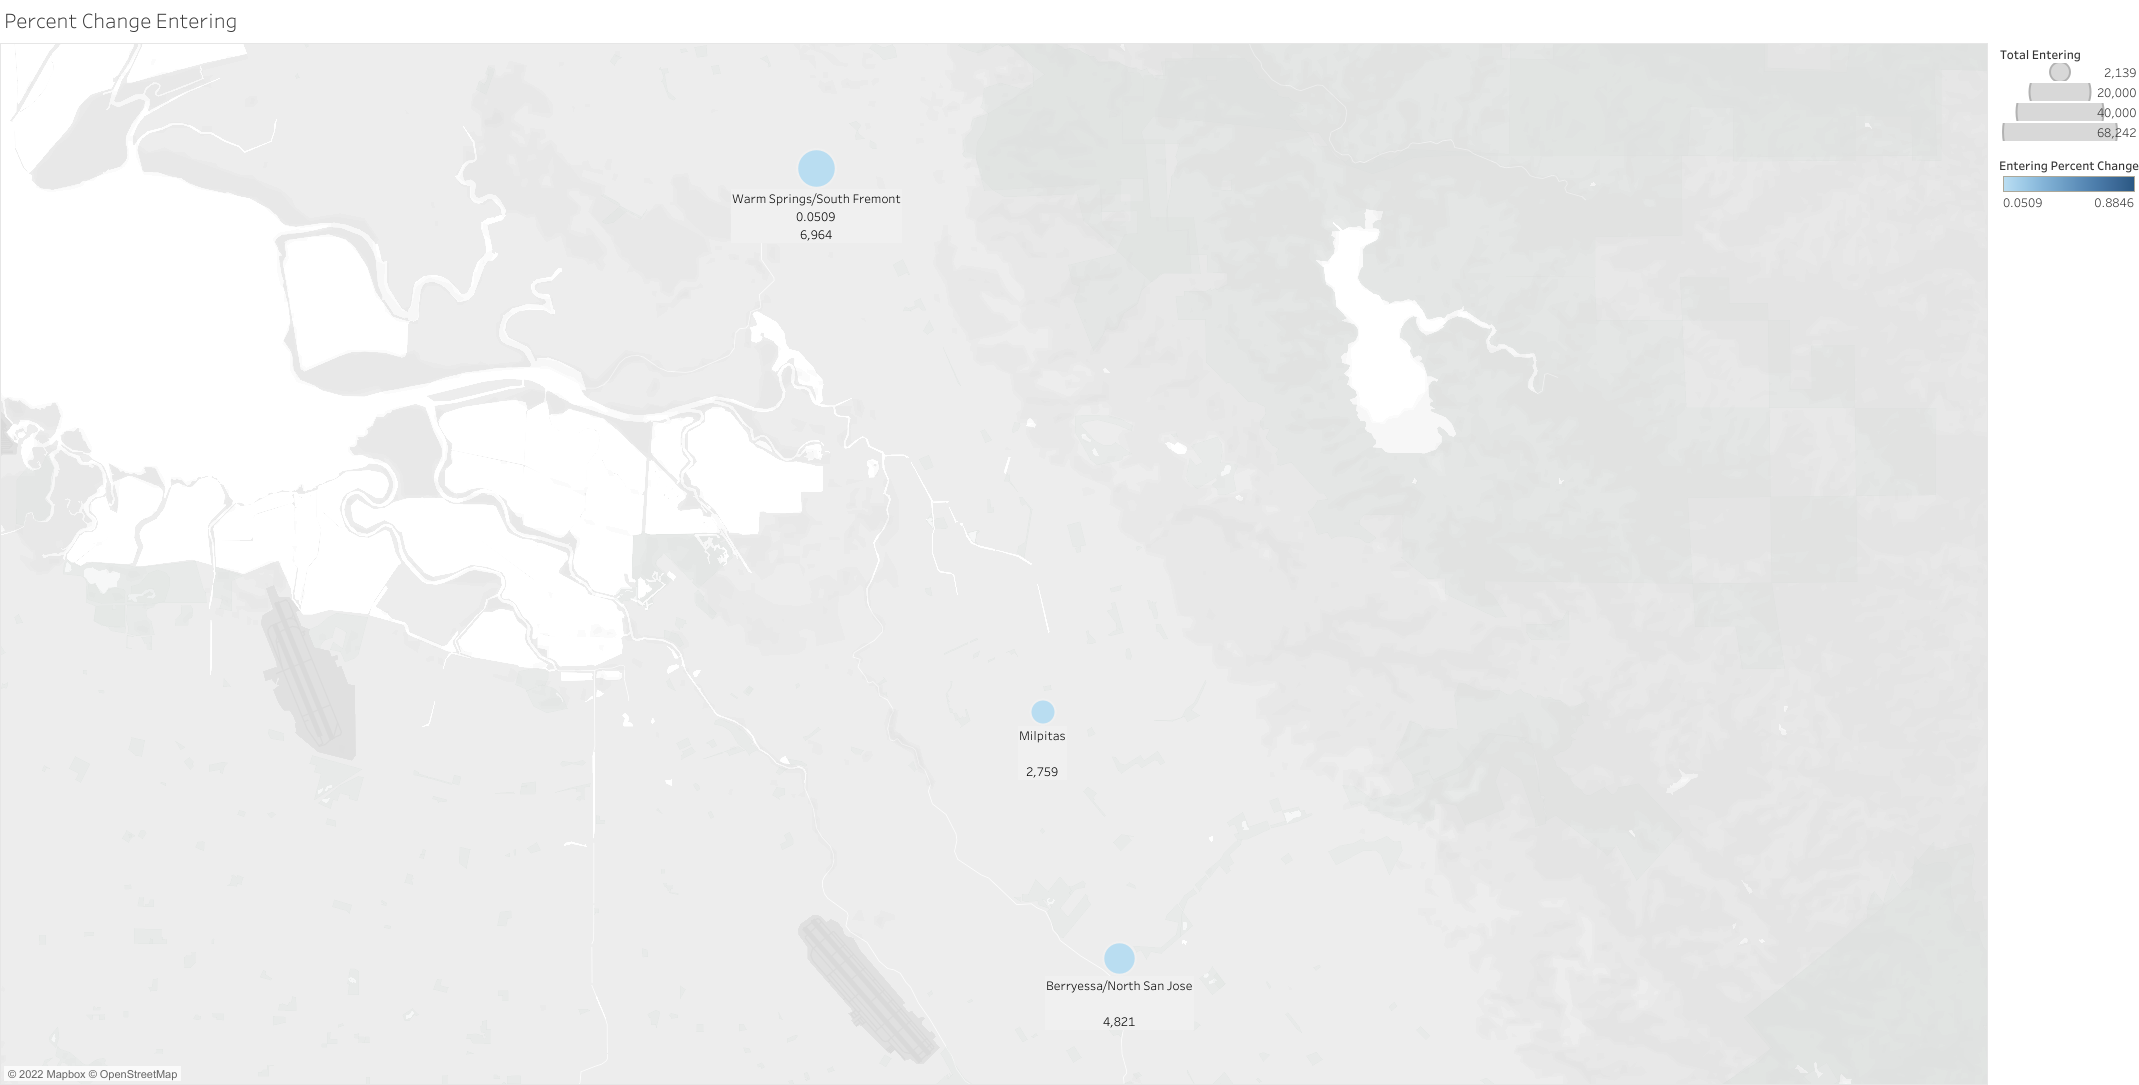 Percent Change Entering
Total Entering
2,139
20,000
40,000
68,242
Entering Percent Change
0.0509 0.8846
Warm Springs/South Fremont
0.0509
6,964
Milpitas
2,759
Berryessa/North San Jose
4,821
© 2022 Mapbox © OpenStreetMap